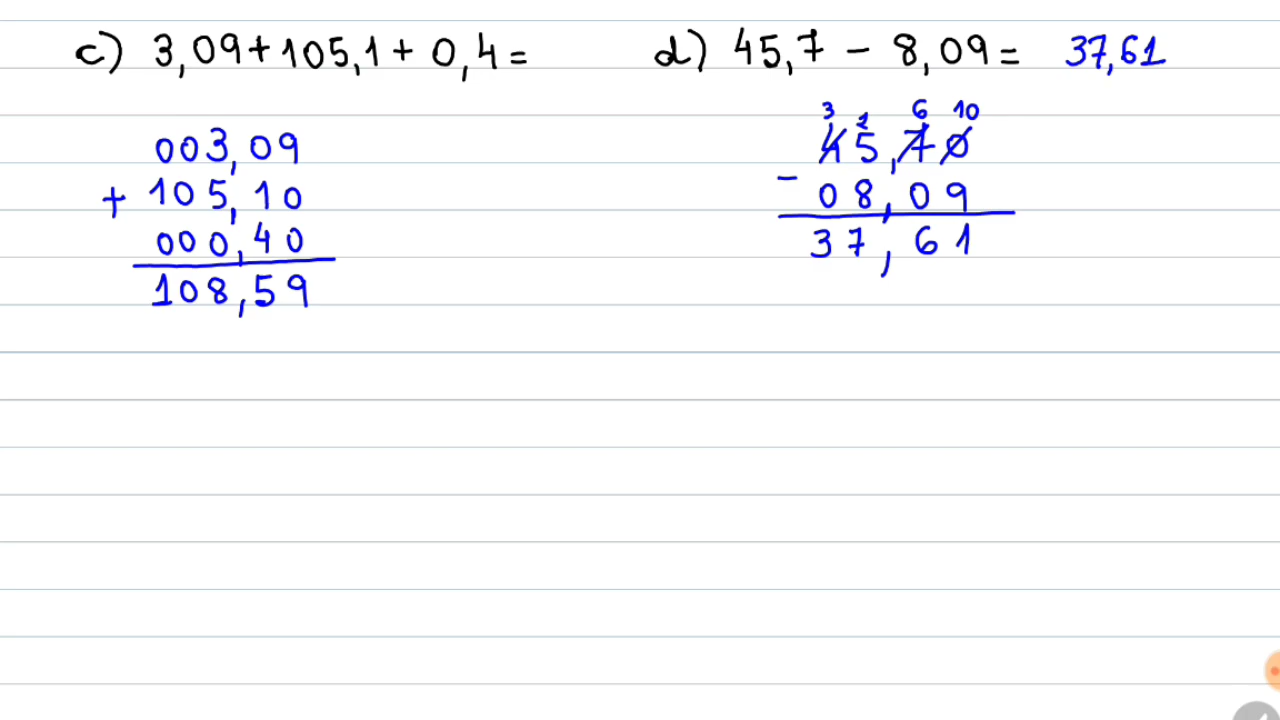 c) 3,09+105,1+0,4=
003,09
+ 105,10
000,40
108,59
d) 45,7 - 8,09= 37,61
3 1 6 10
45,70
- 08,09
37,61